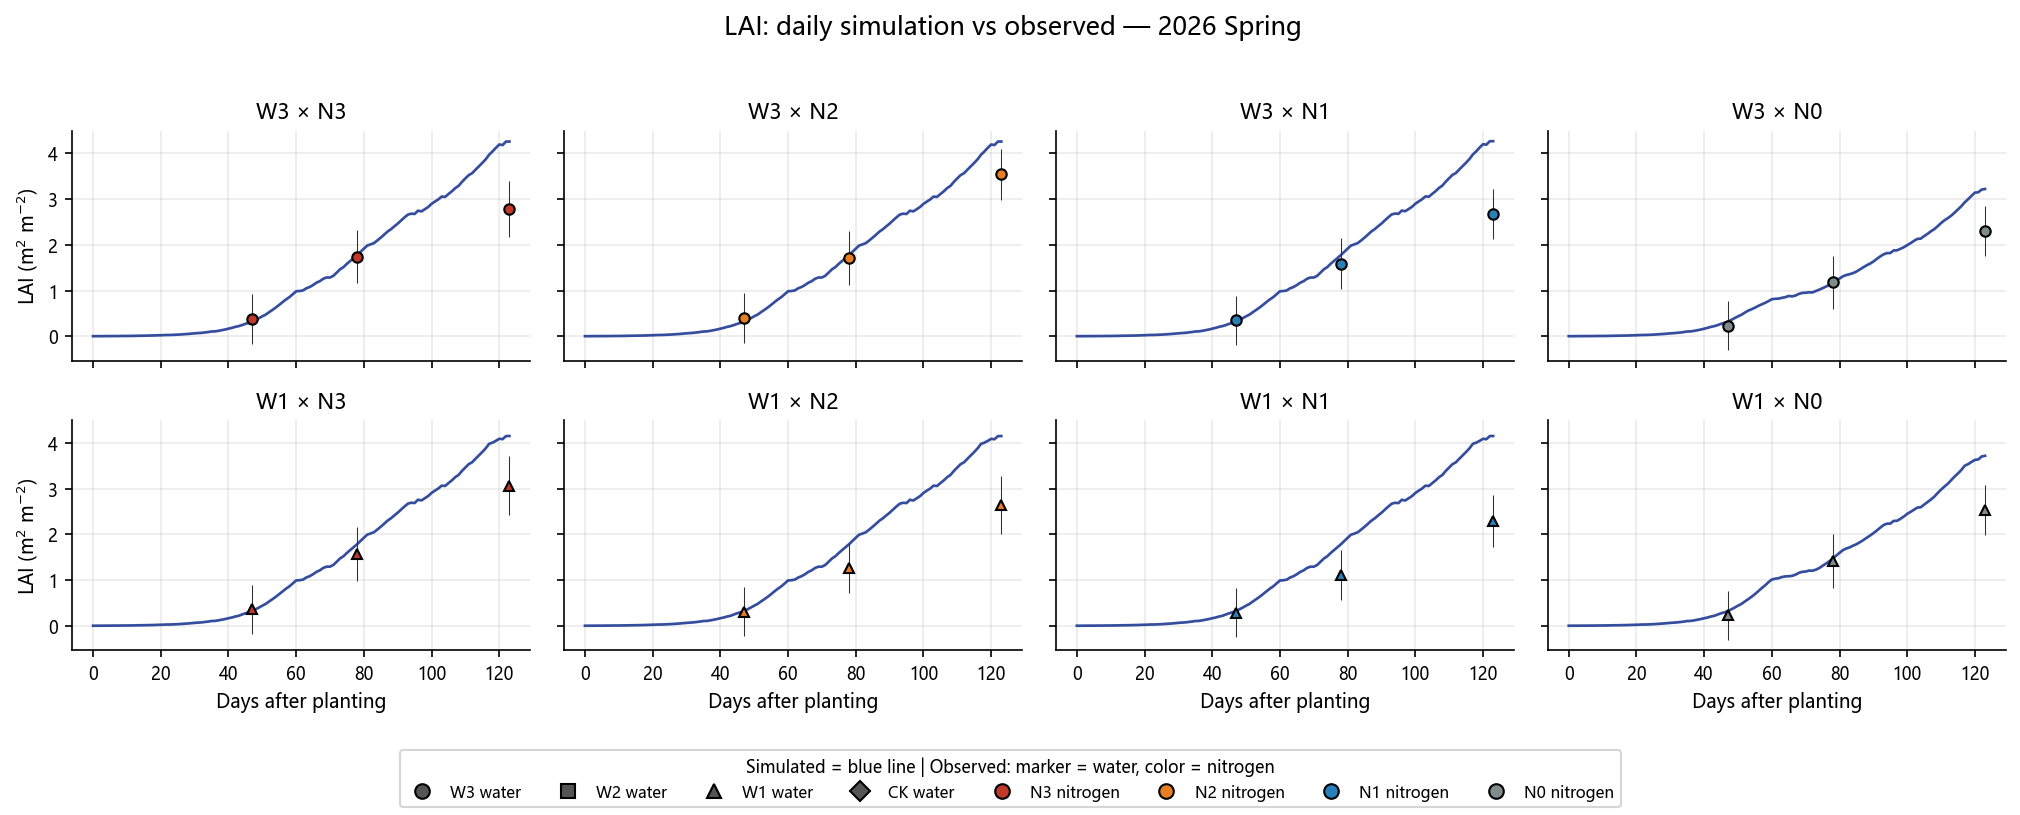 LAI: daily simulation vs observed — 2026 Spring
W3 × N3
W3 × N2
W3 × N1
W3 × N0
LAI (m² m⁻²)
4
3
2
1
0
W1 × N3
W1 × N2
W1 × N1
W1 × N0
LAI (m² m⁻²)
4
3
2
1
0
0 20 40 60 80 100 120
0 20 40 60 80 100 120
0 20 40 60 80 100 120
0 20 40 60 80 100 120
Days after planting
Days after planting
Days after planting
Days after planting
Simulated = blue line | Observed: marker = water, color = nitrogen
W3 water W2 water W1 water CK water N3 nitrogen N2 nitrogen N1 nitrogen N0 nitrogen